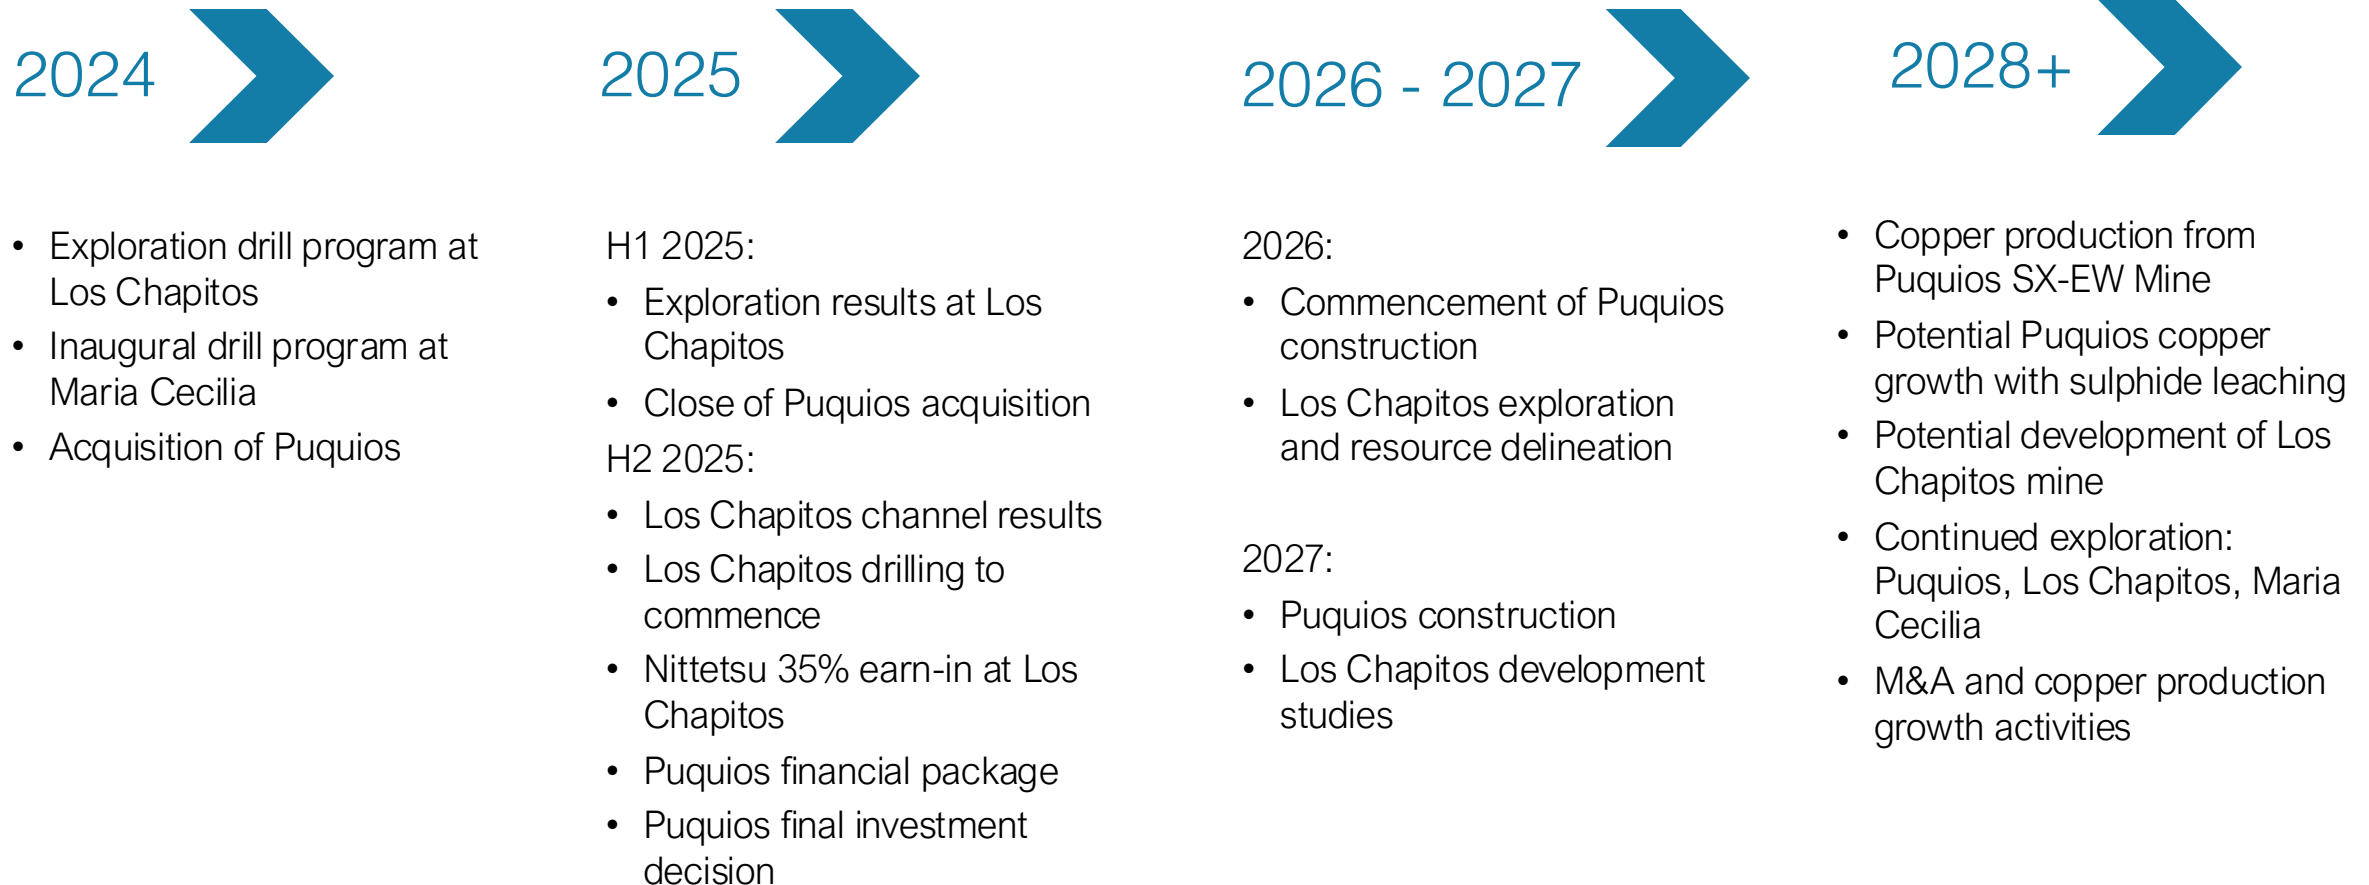 2024
• Exploration drill program at
Los Chapitos
• Inaugural drill program at
Maria Cecilia
• Acquisition of Puquios
2025
H1 2025:
• Exploration results at Los
Chapitos
• Close of Puquios acquisition
H2 2025:
• Los Chapitos channel results
• Los Chapitos drilling to
commence
• Nittetsu 35% earn-in at Los
Chapitos
• Puquios financial package
• Puquios final investment
decision
2026 - 2027
2026:
• Commencement of Puquios
construction
• Los Chapitos exploration
and resource delineation
2027:
• Puquios construction
• Los Chapitos development
studies
2028+
• Copper production from
Puquios SX-EW Mine
• Potential Puquios copper
growth with sulphide leaching
• Potential development of Los
Chapitos mine
• Continued exploration:
Puquios, Los Chapitos, Maria
Cecilia
• M&A and copper production
growth activities